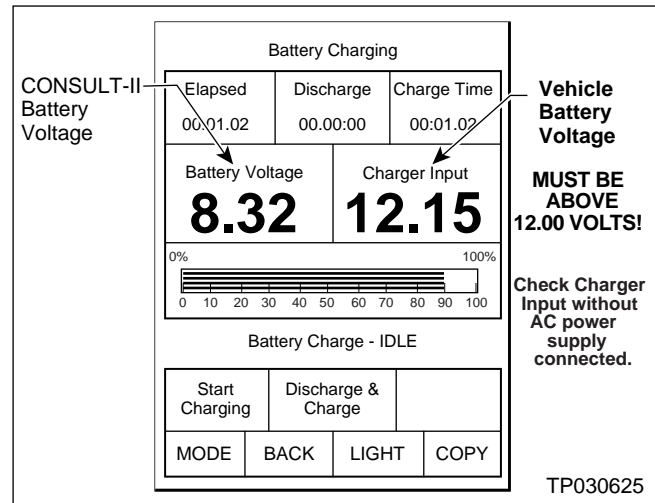 Battery Charging
CONSULT-II
Battery
Voltage
Elapsed
00:01.02
Discharge
00.00:00
Charge Time
00:01.02
Vehicle
Battery
Voltage
Battery Voltage
8.32
Charger Input
12.15
MUST BE
ABOVE
12.00 VOLTS!
0% 100%
0 10 20 30 40 50 60 70 80 90 100
Check Charger
Input without
AC power
supply
connected.
Battery Charge - IDLE
Start
Charging
Discharge &
Charge
MODE BACK LIGHT COPY
TP030625